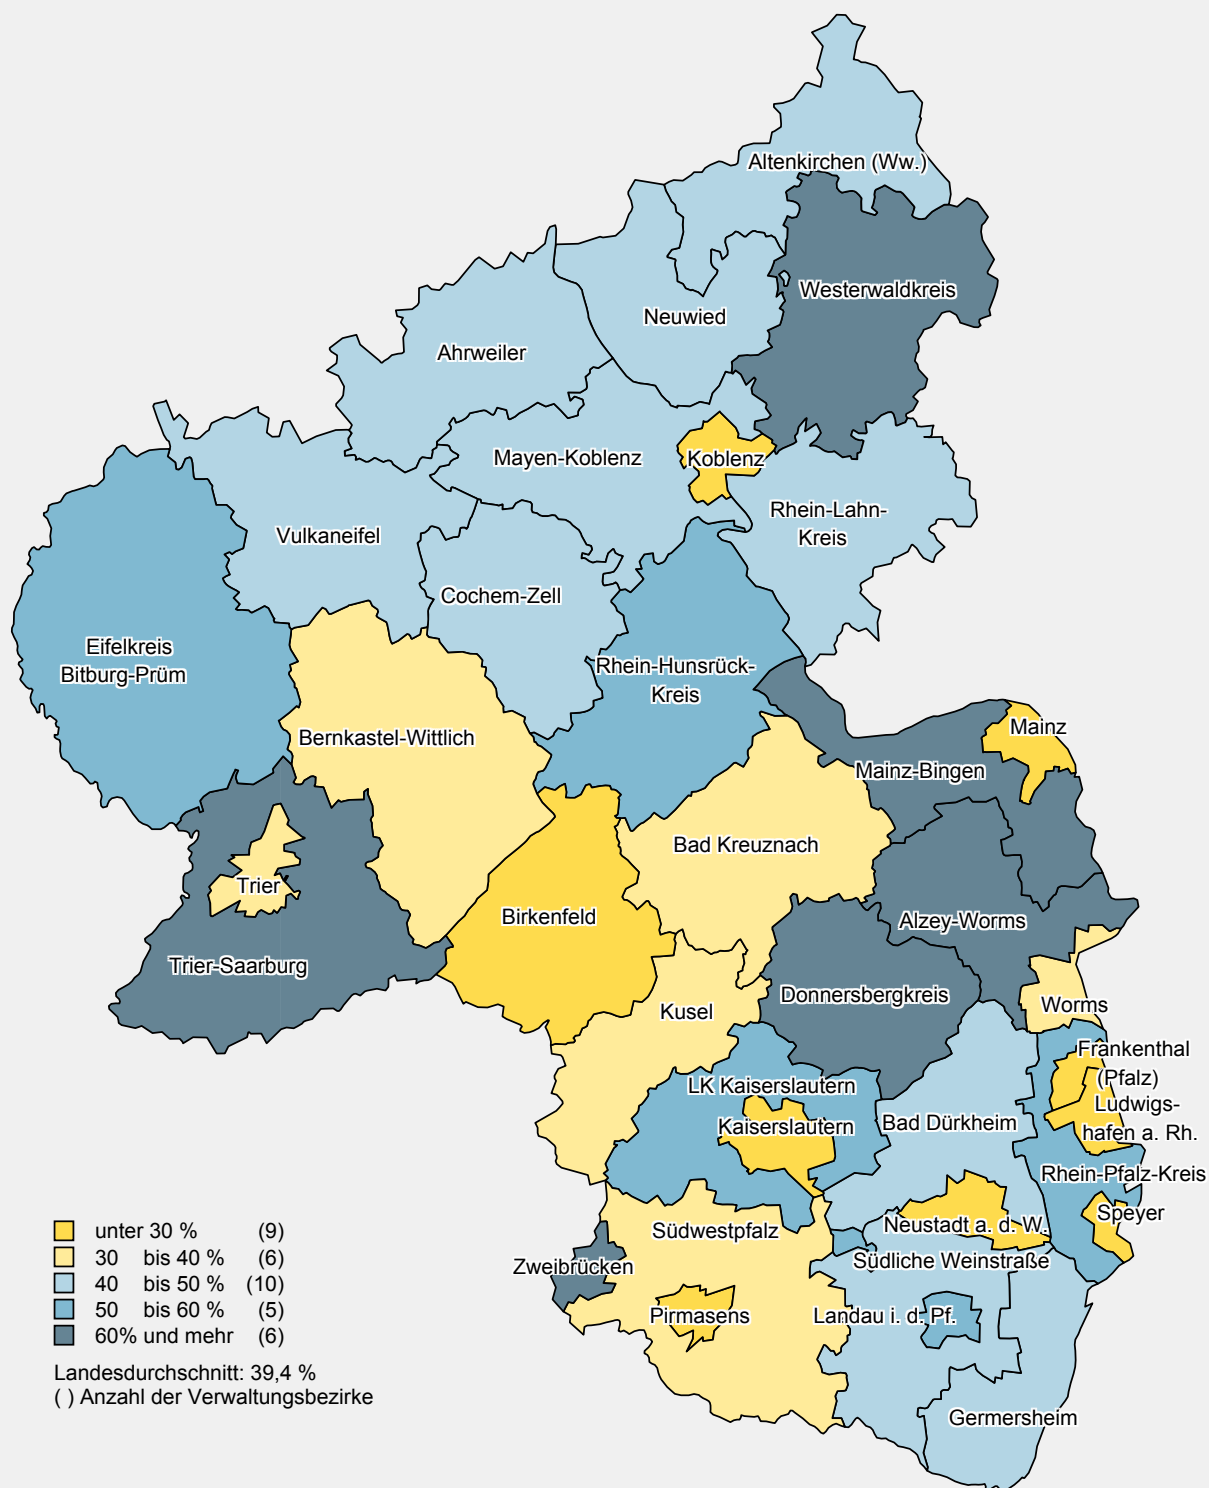 Altenkirchen (Ww.)
Westerwaldkreis
Neuwied
Ahrweiler
Mayen-Koblenz
Koblenz
Rhein-Lahn-
Kreis
Vulkaneifel
Cochem-Zell
Eifelkreis
Bitburg-Prüm
Rhein-Hunsrück-
Kreis
Bernkastel-Wittlich
Mainz
Mainz-Bingen
Bad Kreuznach
Trier
Birkenfeld
Alzey-Worms
Trier-Saarburg
Donnersbergkreis
Worms
Kusel
Frankenthal
(Pfalz)
LK Kaiserslautern
Ludwigs-
hafen a. Rh.
Kaiserslautern
Bad Dürkheim
Rhein-Pfalz-Kreis
Speyer
Neustadt a. d. W.
Südwestpfalz
Südliche Weinstraße
Zweibrücken
Pirmasens
Landau i. d. Pf.
Germersheim
unter 30 % (9)
30 bis 40 % (6)
40 bis 50 % (10)
50 bis 60 % (5)
60% und mehr (6)
Landesdurchschnitt: 39,4 %
( ) Anzahl der Verwaltungsbezirke